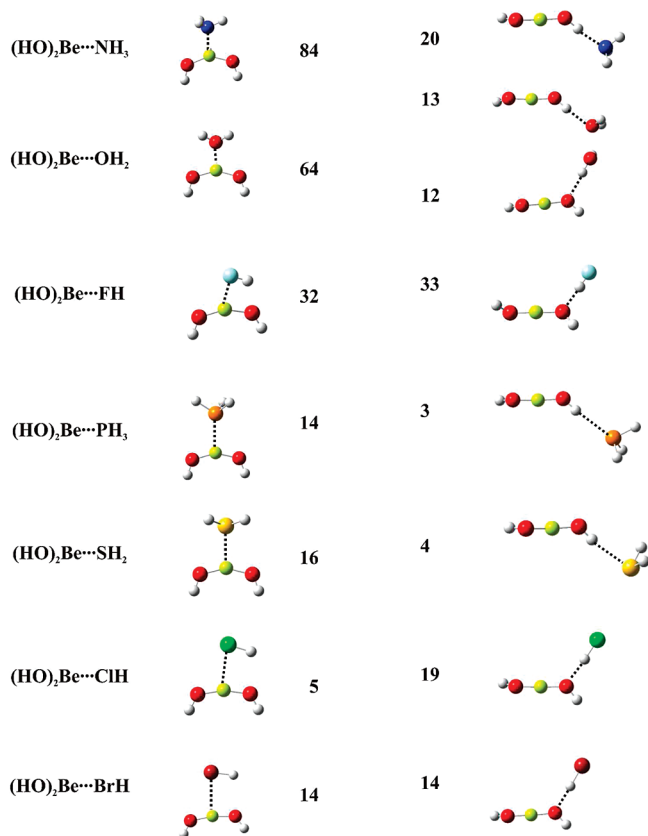 (HO)₂Be···NH₃ 84 20
13
(HO)₂Be···OH₂ 64
12
(HO)₂Be···FH 32 33
(HO)₂Be···PH₃ 14 3
(HO)₂Be···SH₂ 16 4
(HO)₂Be···ClH 5 19
(HO)₂Be···BrH 14 14